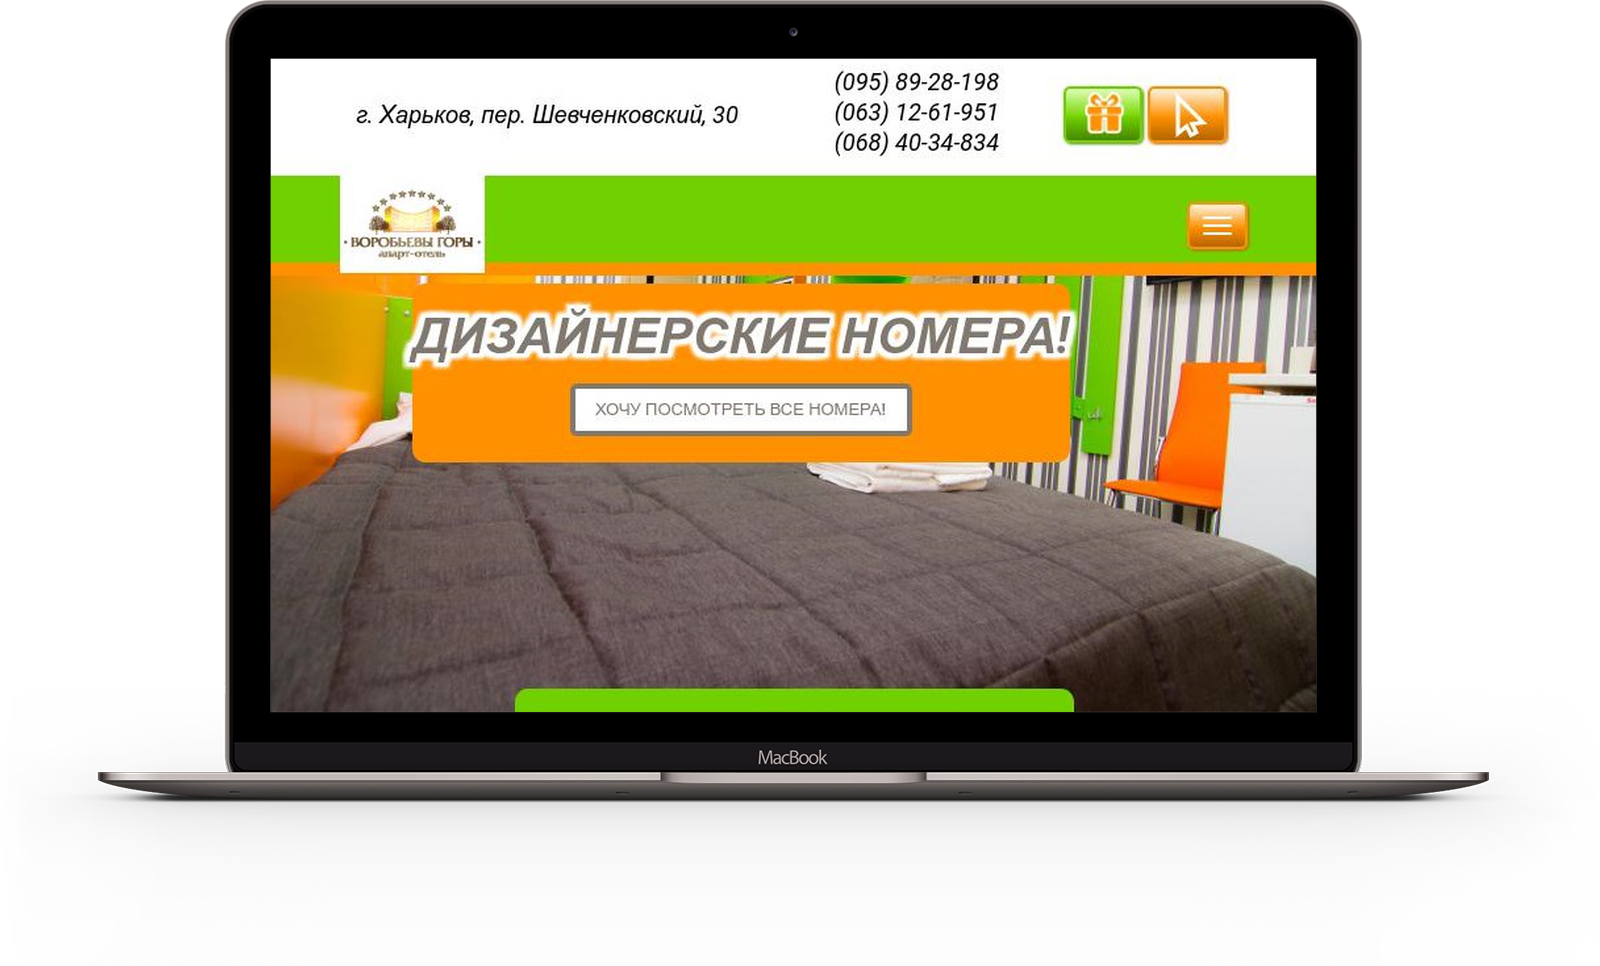 г. Харьков, пер. Шевченковский, 30
(095) 89-28-198
(063) 12-61-951
(068) 40-34-834
ВОРОБЬЕВЫ ГОРЫ
апарт-отель
ДИЗАЙНЕРСКИЕ НОМЕРА!
ХОЧУ ПОСМОТРЕТЬ ВСЕ НОМЕРА!
MacBook